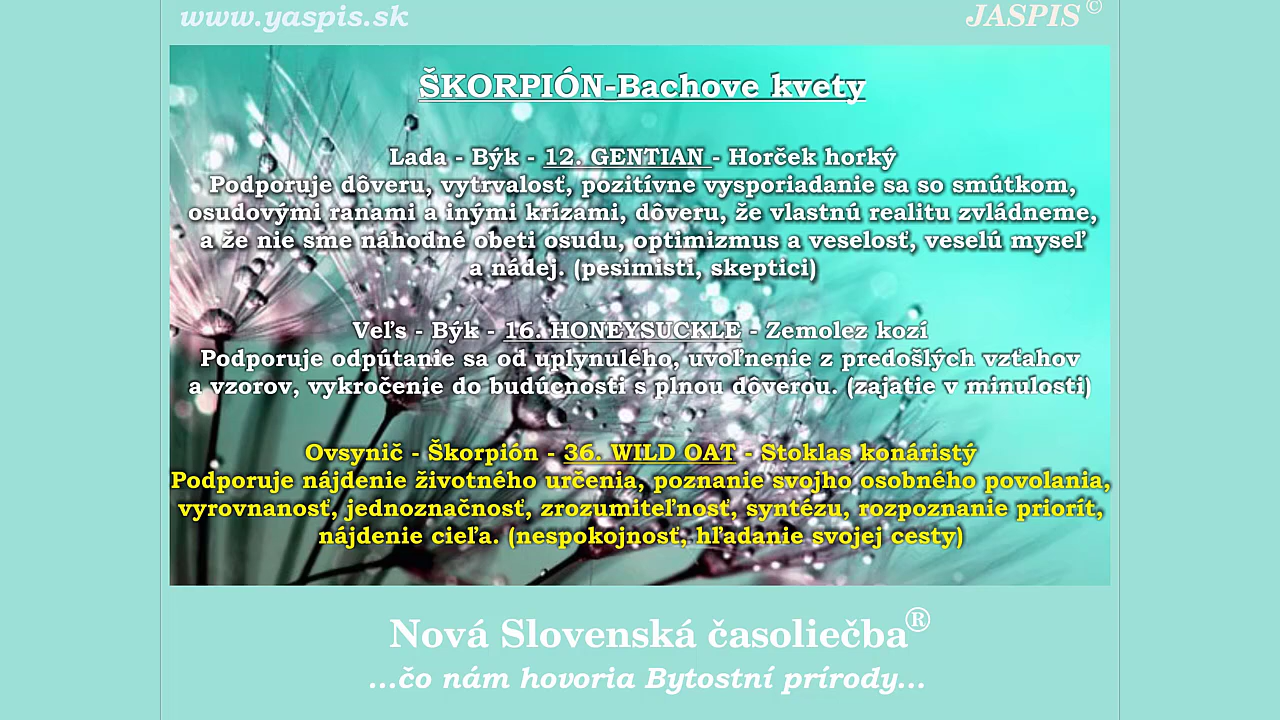 www.yaspis.sk
JASPIS ©
ŠKORPIÓN-Bachove kvety
Lada - Býk - 12. GENTIAN - Horček horký
Podporuje dôveru, vytrvalosť, pozitívne vysporiadanie sa so smútkom,
osudovými ranami a inými krízami, dôveru, že vlastnú realitu zvládneme,
a že nie sme náhodné obeti osudu, optimizmus a veselosť, veselú myseľ
a nádej. (pesimisti, skeptici)
Veľs - Býk - 16. HONEYSUCKLE - Zemolez kozí
Podporuje odpútanie sa od uplynulého, uvoľnenie z predošlých vzťahov
a vzorov, vykročenie do budúcnosti s plnou dôverou. (zajatie v minulosti)
Ovsynič - Škorpión - 36. WILD OAT - Stoklas konáristý
Podporuje nájdenie životného určenia, poznanie svojho osobného povolania,
vyrovnanosť, jednoznačnosť, zrozumiteľnosť, syntézu, rozpoznanie priorít,
nájdenie cieľa. (nespokojnosť, hľadanie svojej cesty)
Nová Slovenská časoliečba®
...čo nám hovoria Bytostní prírody...